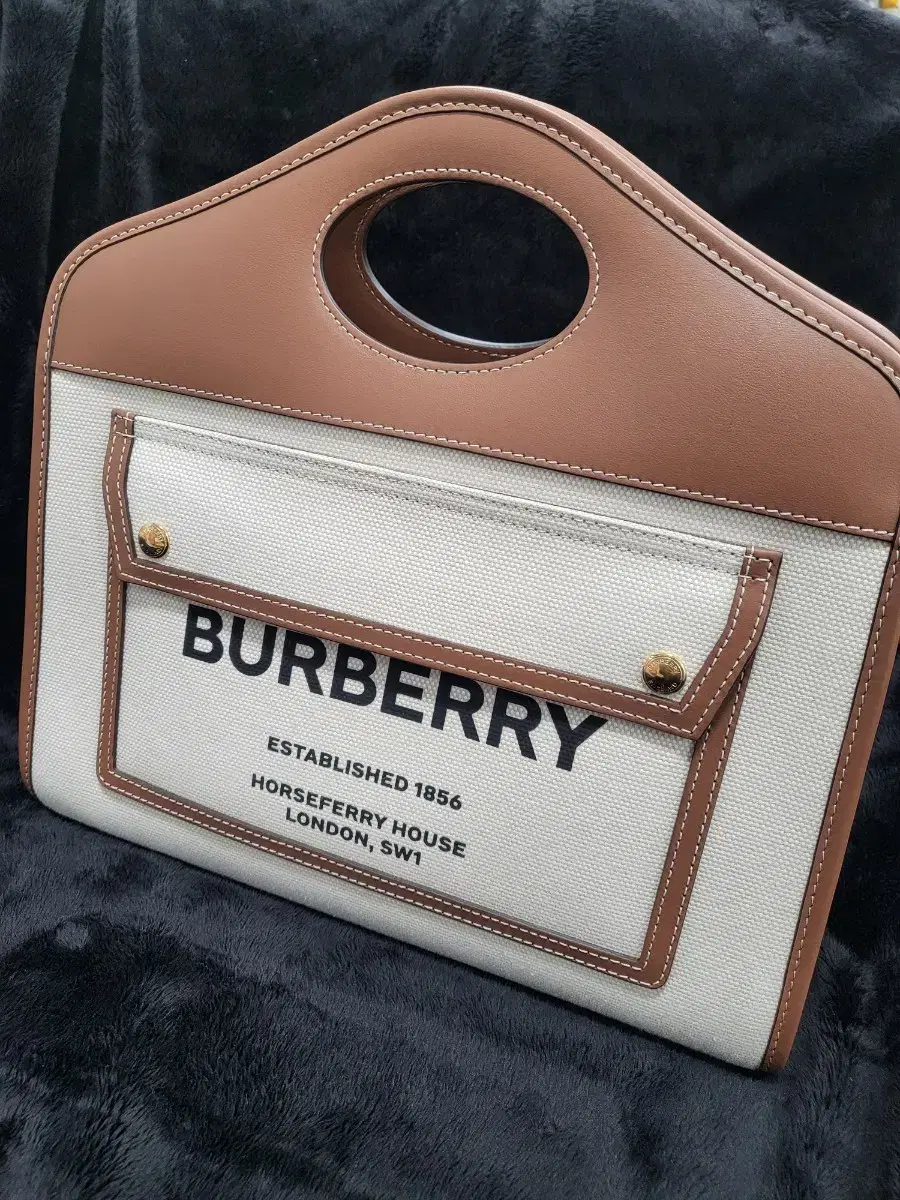 BURBERRY
ESTABLISHED 1856
HORSEFERRY HOUSE
LONDON, SW1